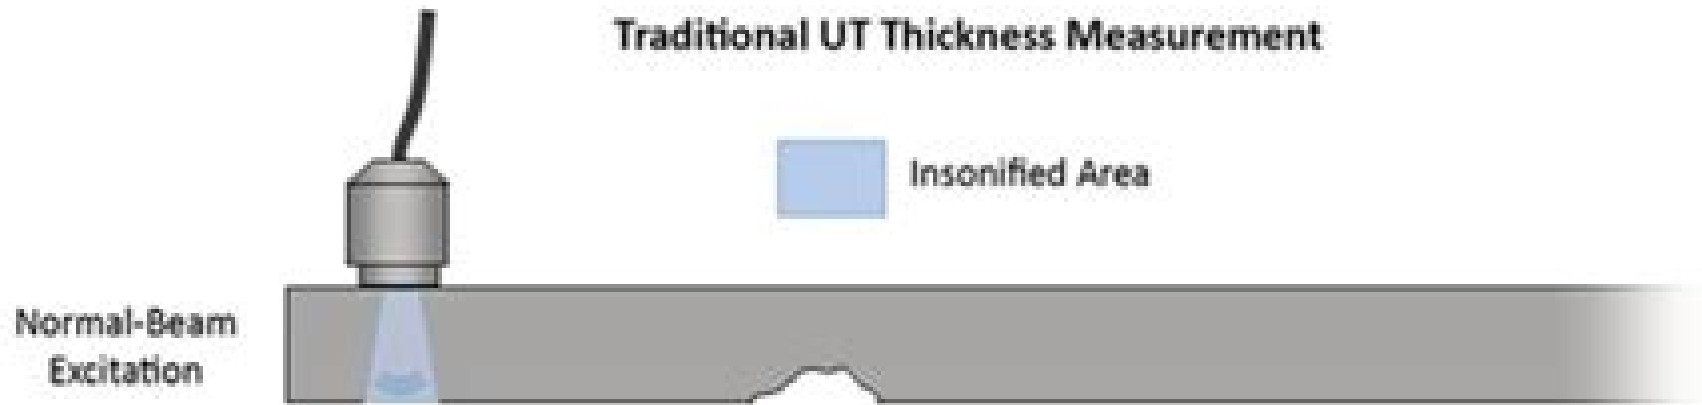 Traditional UT Thickness Measurement
Insonified Area
Normal-Beam
Excitation